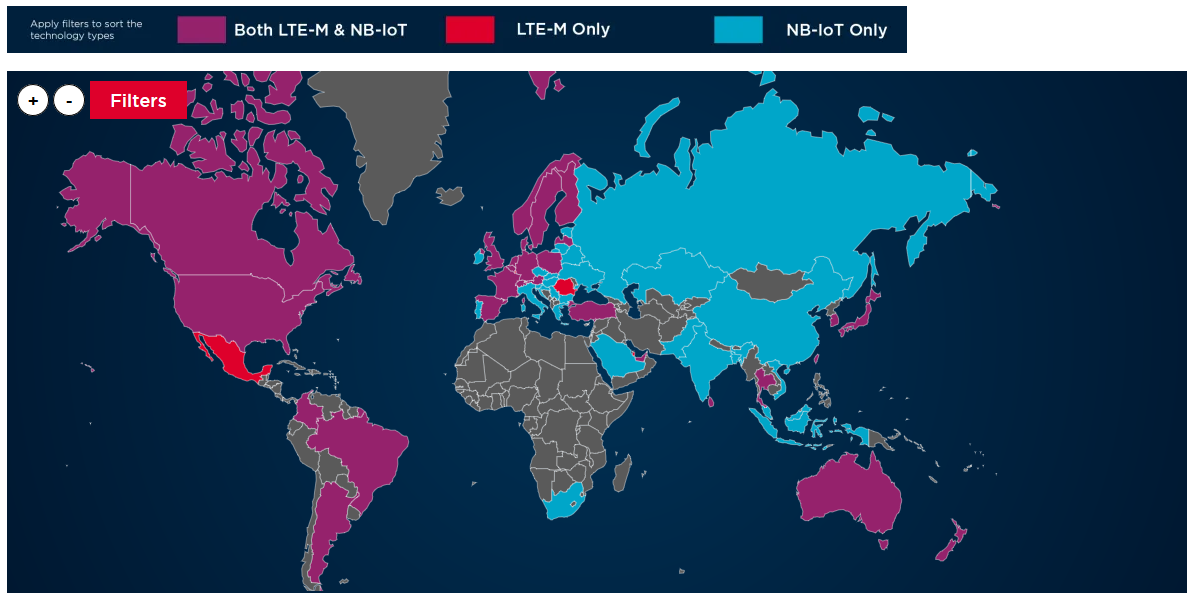 Apply filters to sort the
technology types
Both LTE-M & NB-IoT
LTE-M Only
NB-IoT Only
+
-
Filters